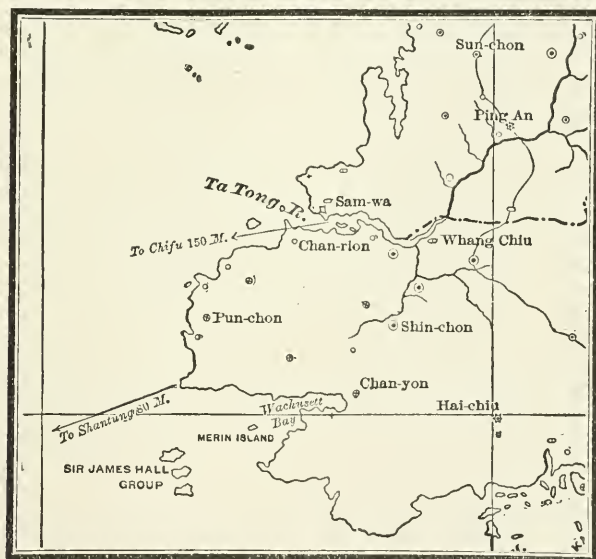 Sun-chon
Ping An
Ta Tong R.
Sam-wa
To Chifu 150 M.
Chan-rion
Whang Chiu
Pun-chon
Shin-chon
Chan-yon
Hai-chiu
To Shantung 80 M.
Wachusett
Bay
MERIN ISLAND
SIR JAMES HALL
GROUP